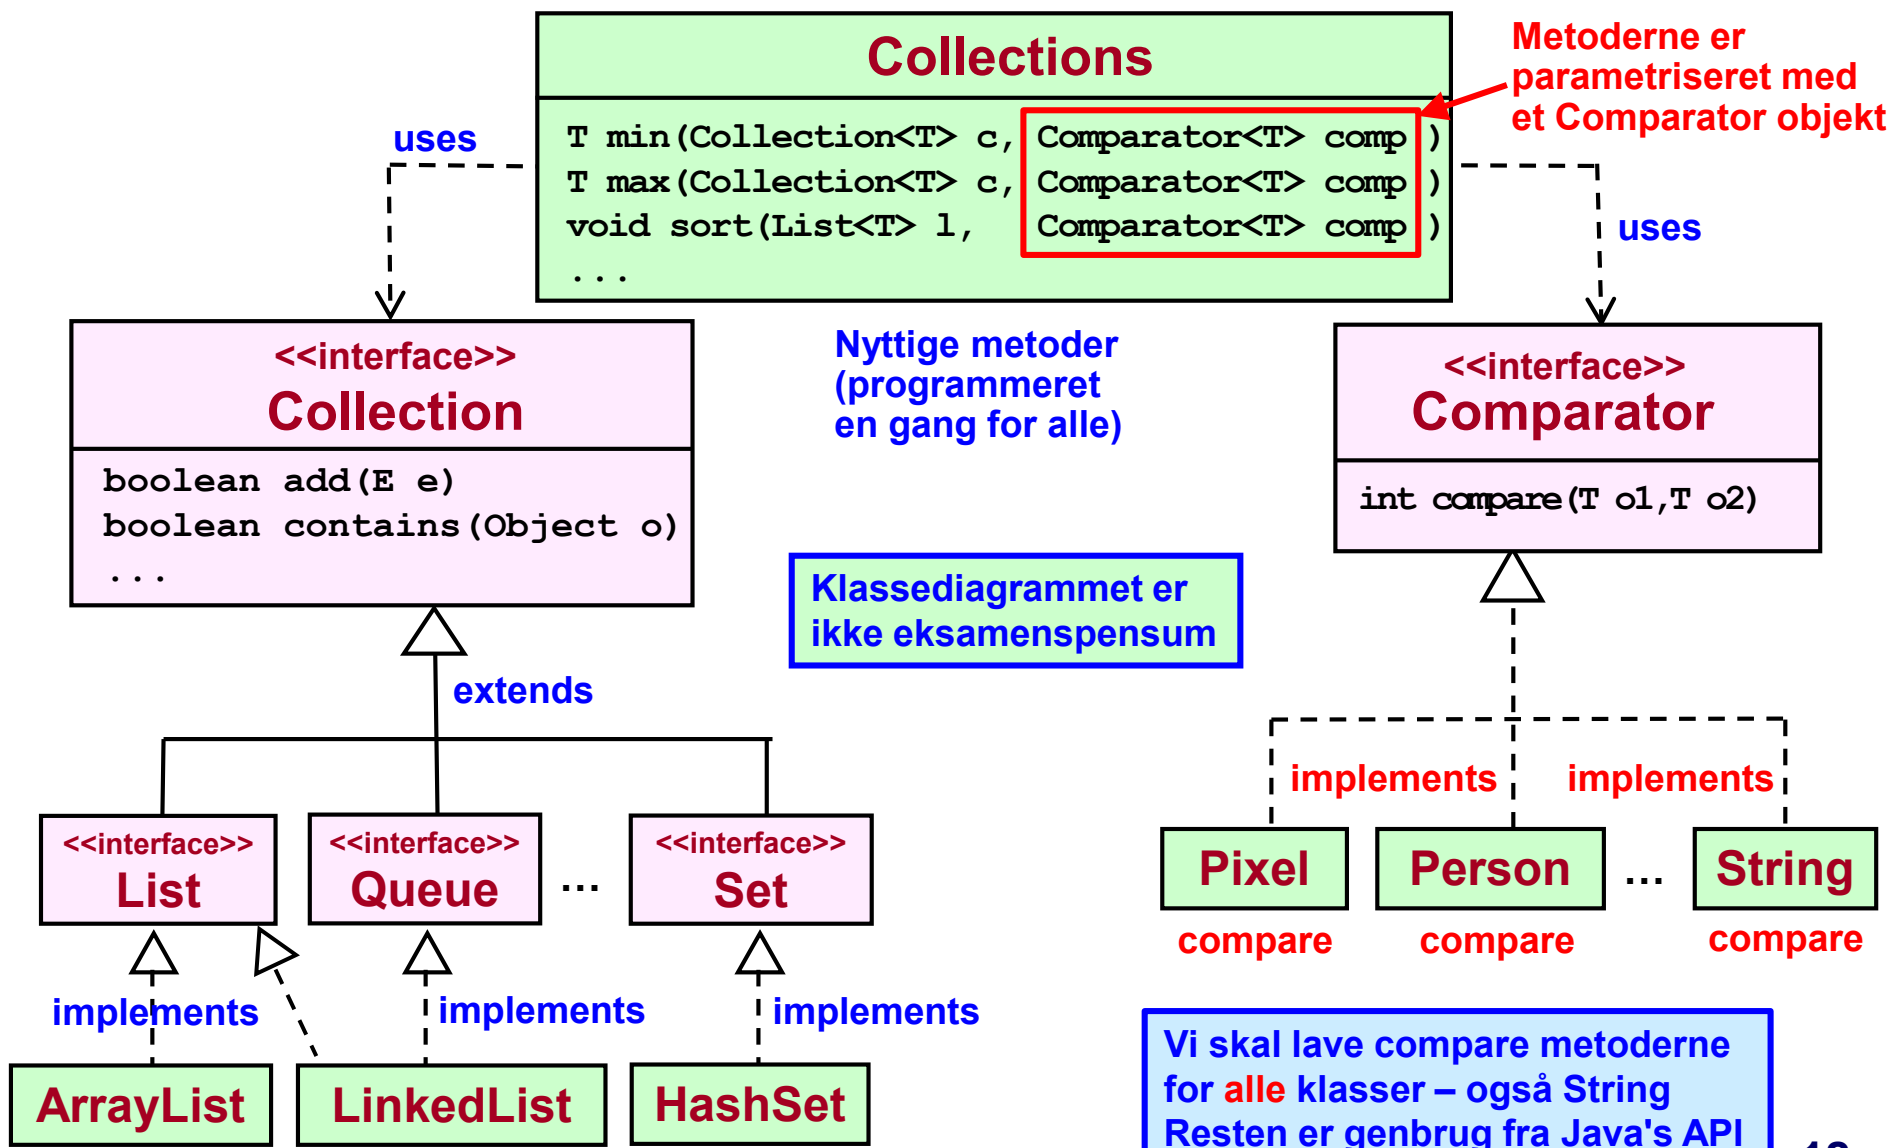 Collections
T min(Collection<T> c, Comparator<T> comp )
T max(Collection<T> c, Comparator<T> comp )
void sort(List<T> l, Comparator<T> comp )
...
Metoderne er
parametriseret med
et Comparator objekt
uses
uses
<<interface>>
Collection
boolean add(E e)
boolean contains(Object o)
...
Nyttige metoder
(programmeret
en gang for alle)
<<interface>>
Comparator
int compare(T o1,T o2)
Klassediagrammet er
ikke eksamenspensum
extends
implements implements
<<interface>>
List
<<interface>>
Queue
...
<<interface>>
Set
Pixel
Person
...
String
compare
compare
compare
implements
implements
implements
ArrayList
LinkedList
HashSet
Vi skal lave compare metoderne
for alle klasser – også String
Resten er genbrug fra Java's API